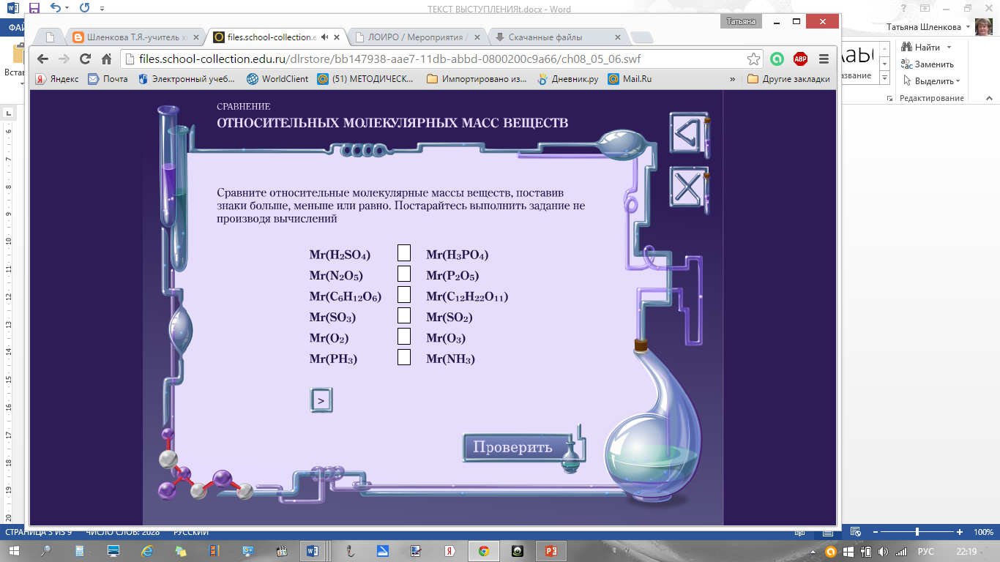 ТЕКСТ ВЫСТУПЛЕНИЯt.docx - Word
Татьяна
Татьяна Шленкова
Шленкова Т.Я.-учитель х
files.school-collection.e
ЛОИРО / Мероприятия /
Скачанные файлы
files.school-collection.edu.ru/dlrstore/bb147938-aae7-11db-abbd-0800200c9a66/ch08_05_06.swf
Яндекс Почта Электронный учеб... WorldClient (51) МЕТОДИЧЕСК... Импортировано из... Дневник.ру Mail.Ru » Другие закладки
Найти
Заменить
Выделить
Редактирование
СРАВНЕНИЕ
ОТНОСИТЕЛЬНЫХ МОЛЕКУЛЯРНЫХ МАСС ВЕЩЕСТВ
Сравните относительные молекулярные массы веществ, поставив
знаки больше, меньше или равно. Постарайтесь выполнить задание не
производя вычислений
Mr(H₂SO₄) Mr(H₃PO₄)
Mr(N₂O₅) Mr(P₂O₅)
Mr(C₆H₁₂O₆) Mr(C₁₂H₂₂O₁₁)
Mr(SO₃) Mr(SO₂)
Mr(O₂) Mr(O₃)
Mr(PH₃) Mr(NH₃)
>
Проверить
СТРАНИЦА 5 ИЗ 9 ЧИСЛО СЛОВ: 2028 РУССКИЙ 100%
РУС 22:19